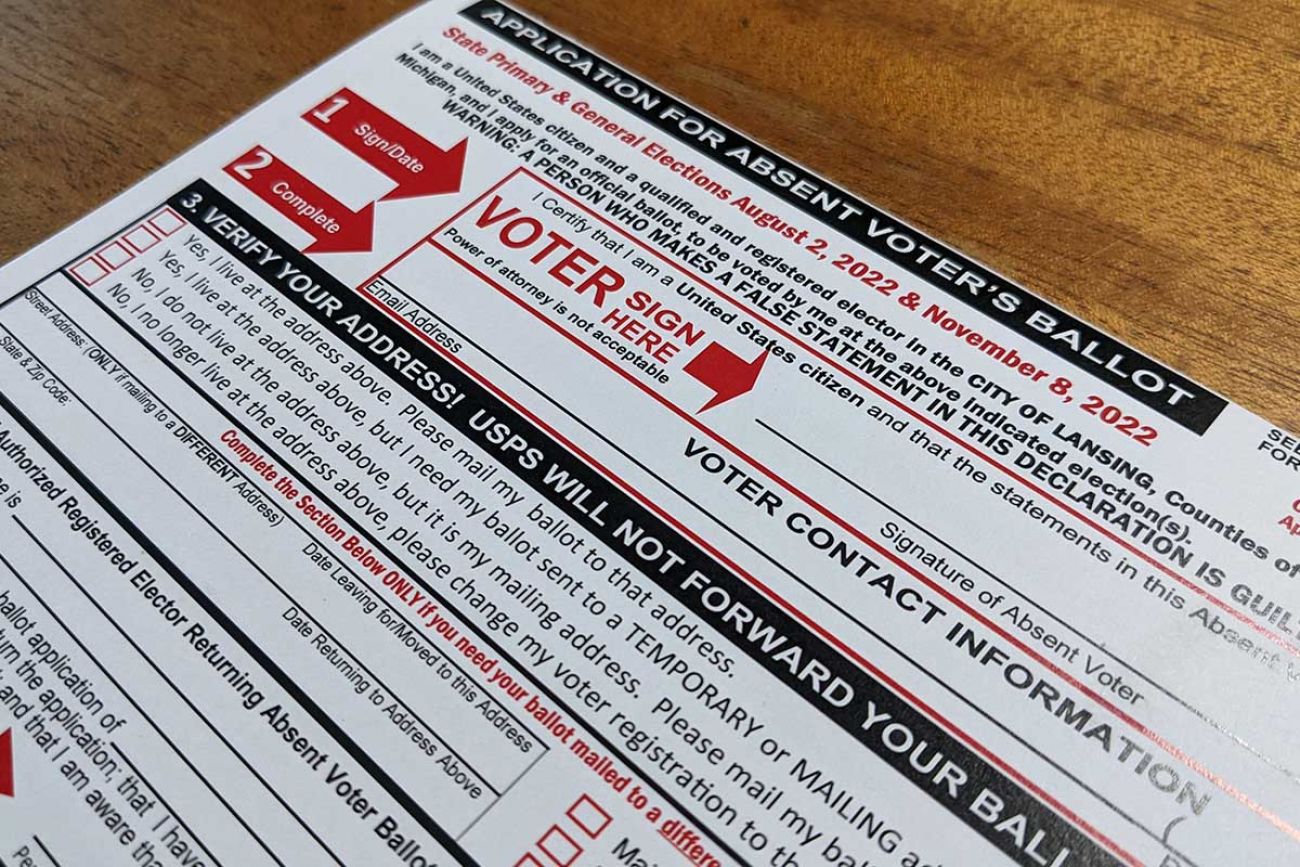 APPLICATION FOR ABSENT VOTER'S BALLOT
State Primary & General Elections August 2, 2022 & November 8, 2022
I am a United States citizen and a qualified and registered elector in the CITY OF LANSING, Counties of
Michigan, and I apply for an official ballot, to be voted by me at the above indicated election(s).
WARNING: A PERSON WHO MAKES A FALSE STATEMENT IN THIS DECLARATION IS
1 Sign/Date
2 Complete
I Certify that I am a United States citizen and that the statements in this Absent
VOTER SIGN HERE
Power of attorney is not acceptable
Signature of Absent Voter
VOTER CONTACT INFORMATION
Email Address
(
3. VERIFY YOUR ADDRESS! USPS WILL NOT FORWARD YOUR
Yes, I live at the address above. Please mail my ballot to that address.
Yes, I live at the address above, but I need my ballot sent to a TEMPORARY or MAILING
No, I do not live at the address above, but it is my mailing address. Please mail my
No, I no longer live at the address above, please change my voter registration to the
Complete the Section Below ONLY if you need your ballot mailed to a
Street Address: (ONLY if mailing to a DIFFERENT Address)
Date Leaving for/Moved to this Address
State & Zip Code:
Date Returning to Address Above
Authorized Registered Elector Returning Absent Voter
is
ballot application of
the application; that I have
and that I am aware